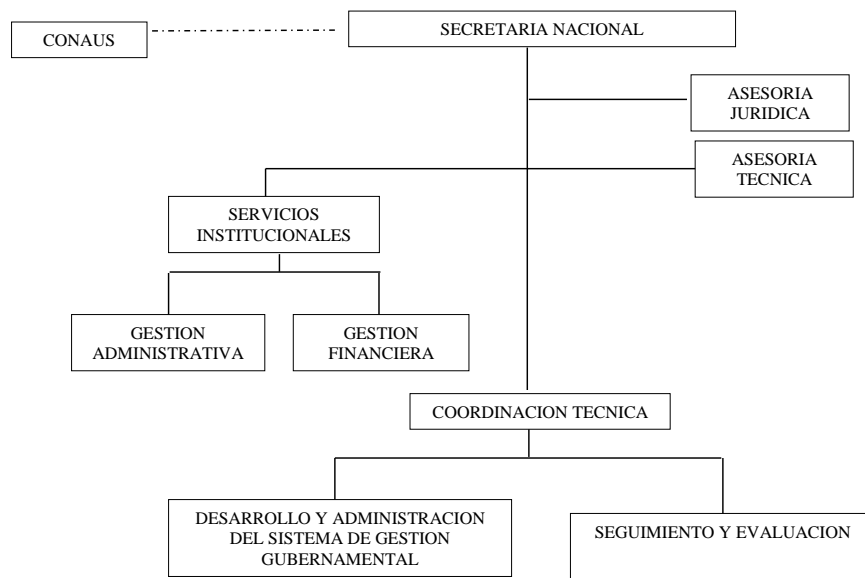 CONAUS
SECRETARIA NACIONAL
ASESORIA
JURIDICA
ASESORIA
TECNICA
SERVICIOS
INSTITUCIONALES
GESTION
ADMINISTRATIVA
GESTION
FINANCIERA
COORDINACION TECNICA
DESARROLLO Y ADMINISTRACION
DEL SISTEMA DE GESTION
GUBERNAMENTAL
SEGUIMIENTO Y EVALUACION